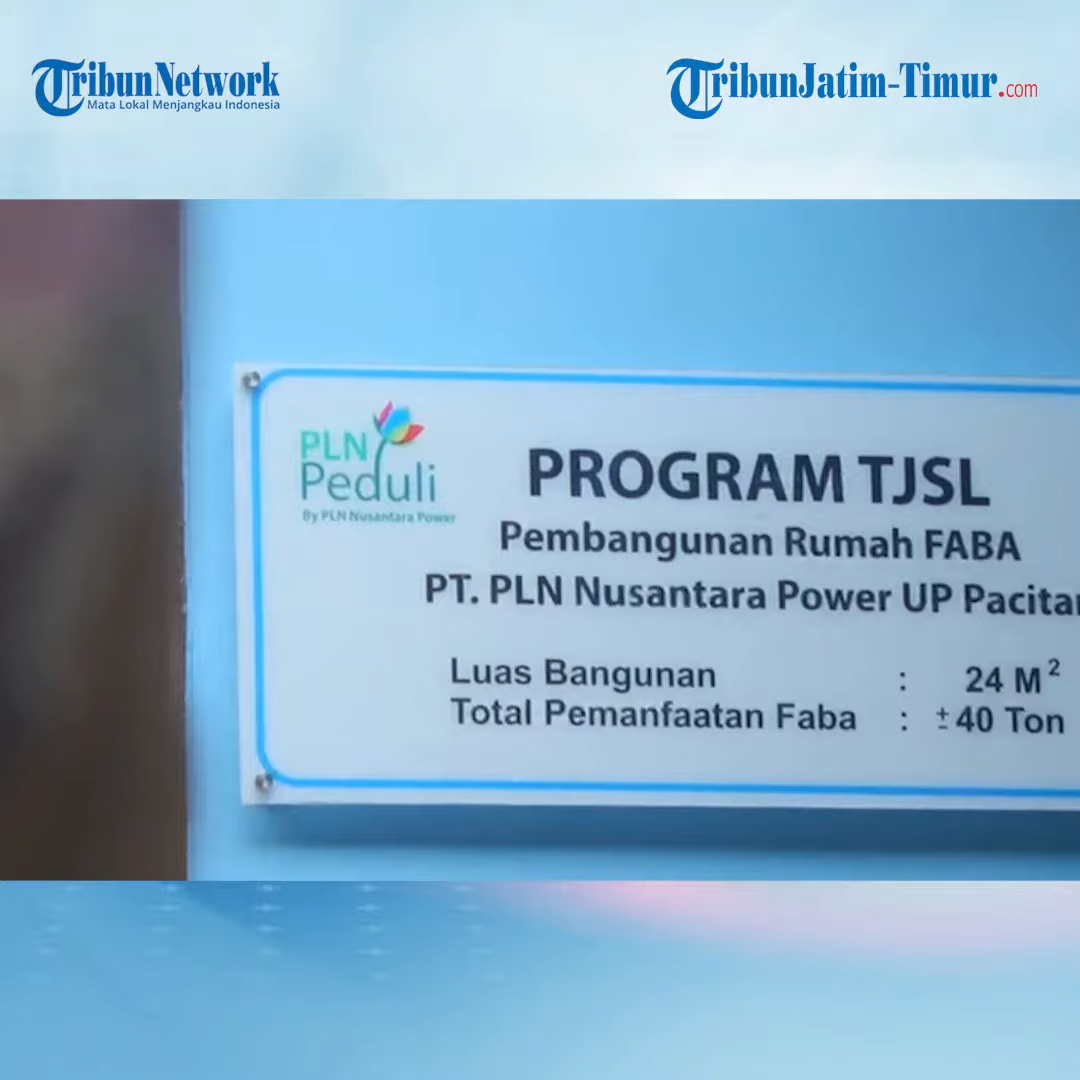 TribunNetwork
Mata Lokal Menjangkau Indonesia
TribunJatim-Timur.com
PLN
Peduli
By PLN Nusantara Power
PROGRAM TJSL
Pembangunan Rumah FABA
PT. PLN Nusantara Power UP Pacitan
Luas Bangunan : 24 M²
Total Pemanfaatan Faba : ± 40 Ton